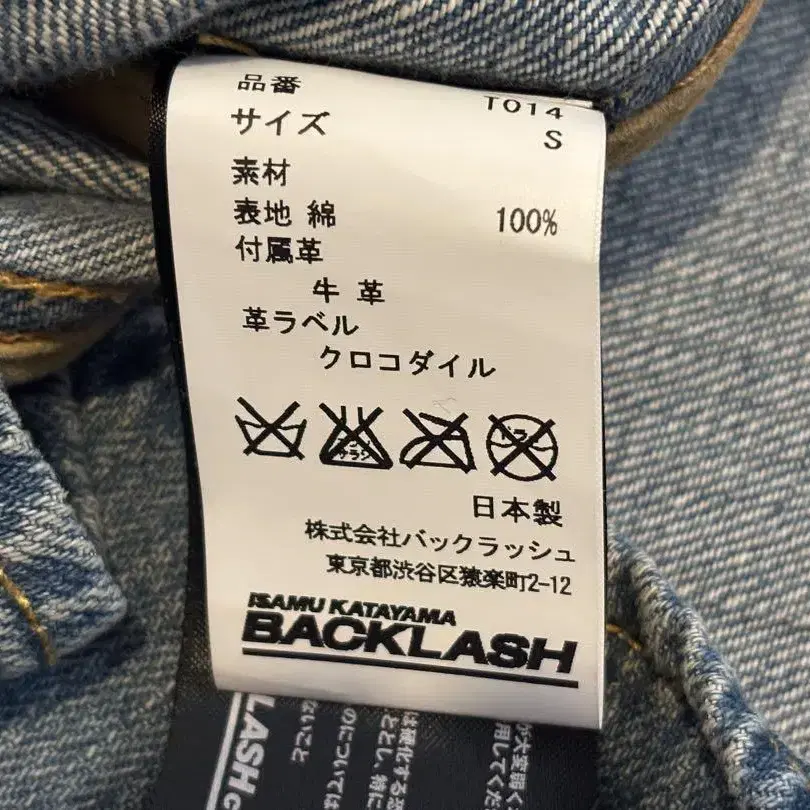 品番 T014
サイズ S
素材
表地 綿 100%
付属革
牛 革
革ラベル
クロコダイル
日本製
株式会社バックラッシュ
東京都渋谷区猿楽町2-12
ISAMU KATAYAMA
BACKLASH